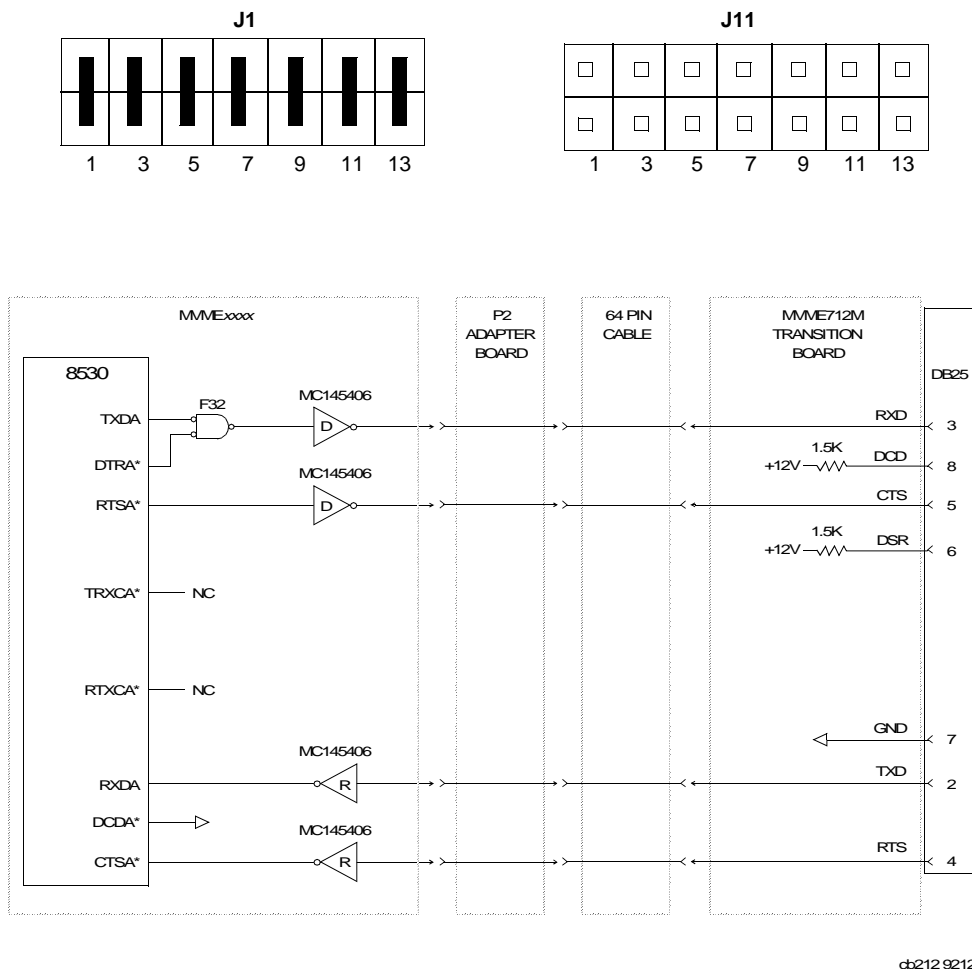 J1 J11
1 3 5 7 9 11 13 1 3 5 7 9 11 13
MVMExxxx P2 ADAPTER BOARD 64 PIN CABLE MVME712M TRANSITION BOARD
8530 DB25
MC145406
F32
TXDA D RXD 3
1.5K
DTRA* +12V DCD 8
MC145406
RTSA* D CTS 5
1.5K
+12V DSR 6
TRXCA* NC
RTXCA* NC
GND 7
MC145406
RXDA R TXD 2
DCDA*
MC145406
CTSA* R RTS 4
cb212 9212